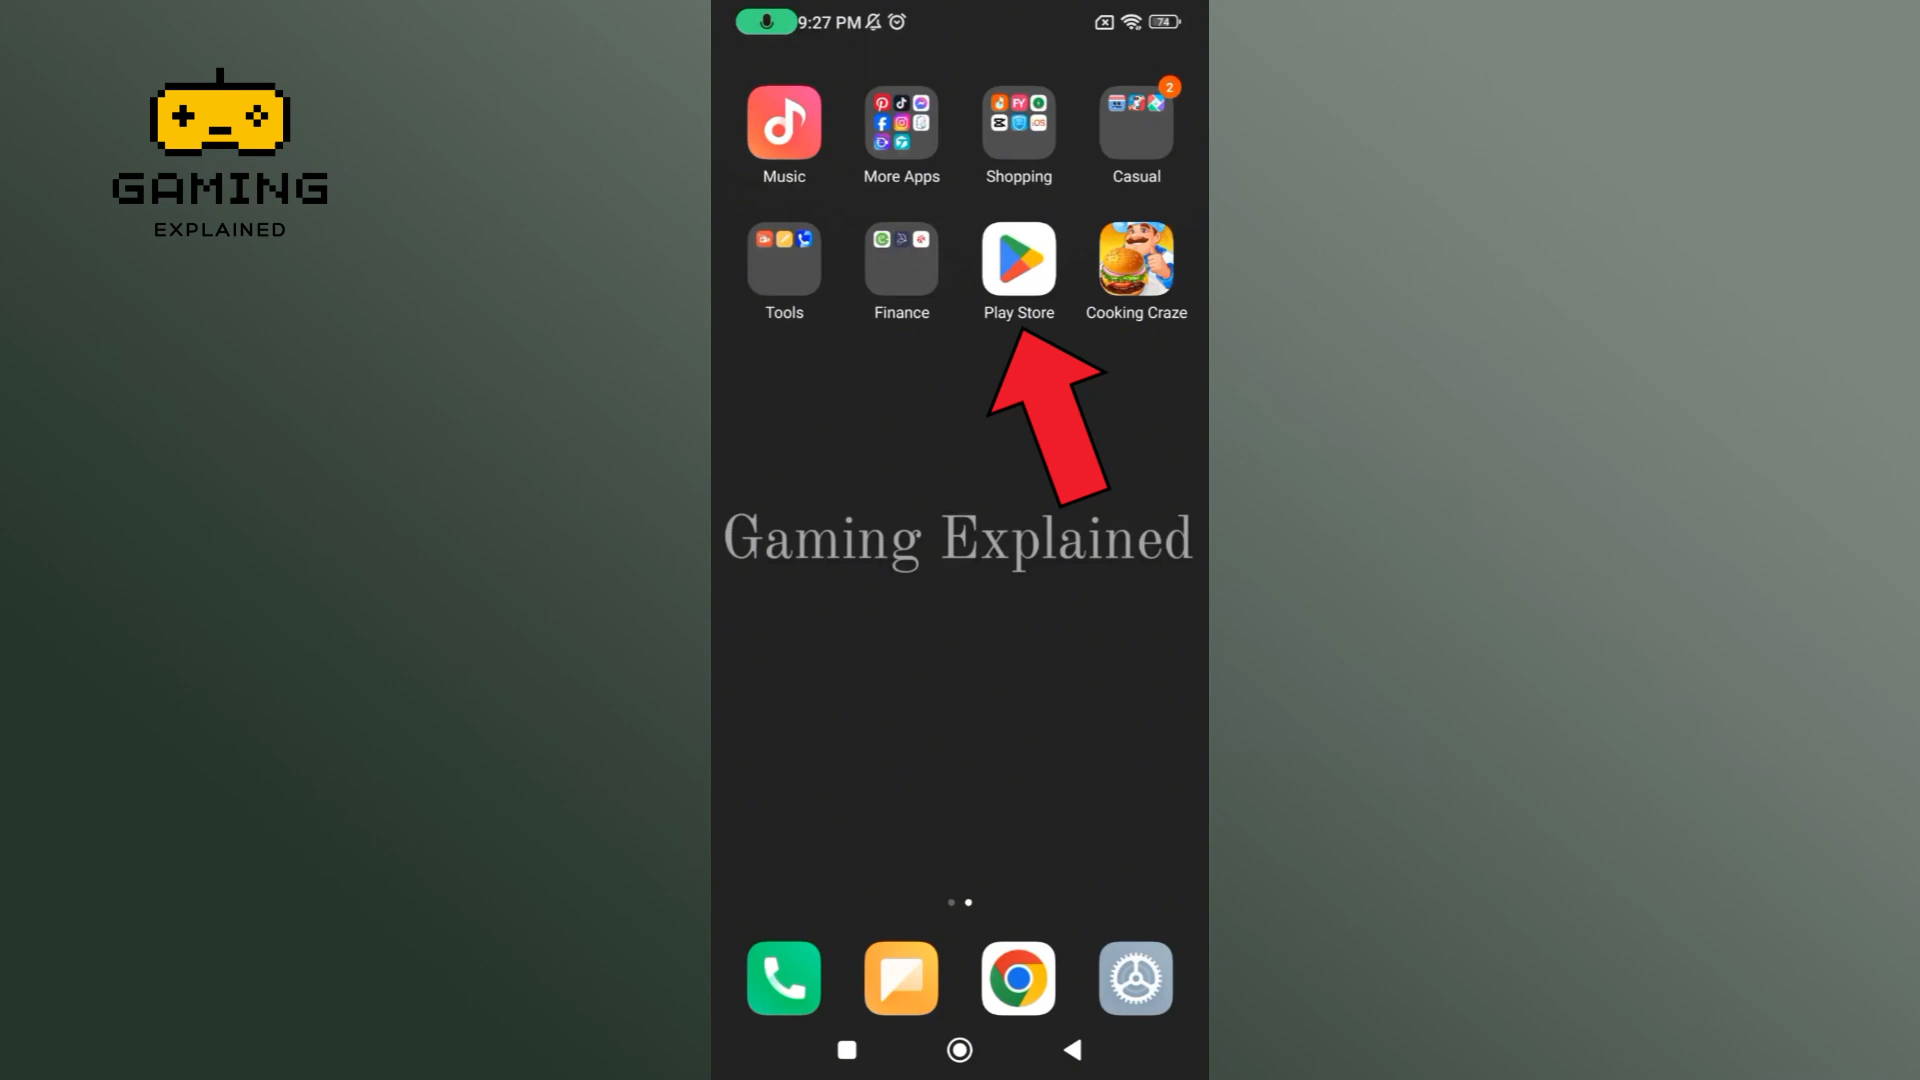 GAMING
EXPLAINED
9:27 PM
74
2
Music
More Apps
Shopping
Casual
Tools
Finance
Play Store
Cooking Craze
Gaming Explained